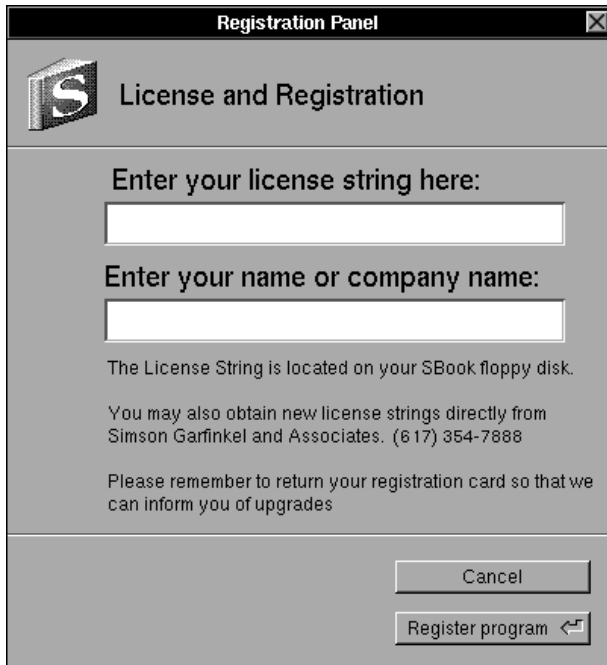 Registration Panel
S
License and Registration
Enter your license string here:
Enter your name or company name:
The License String is located on your SBook floppy disk.
You may also obtain new license strings directly from
Simson Garfinkel and Associates. (617) 354-7888
Please remember to return your registration card so that we
can inform you of upgrades
Cancel
Register program